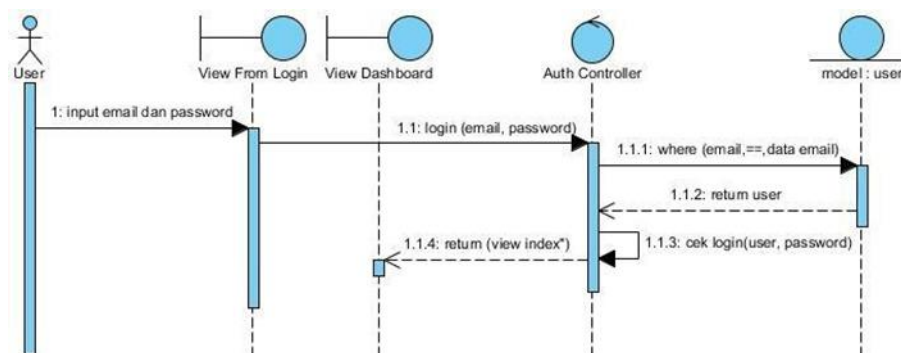 User
View From Login
View Dashboard
Auth Controller
model : user
1: input email dan password
1.1: login (email, password)
1.1.1: where (email,==,data email)
1.1.2: return user
1.1.3: cek login(user, password)
1.1.4: return (view index")